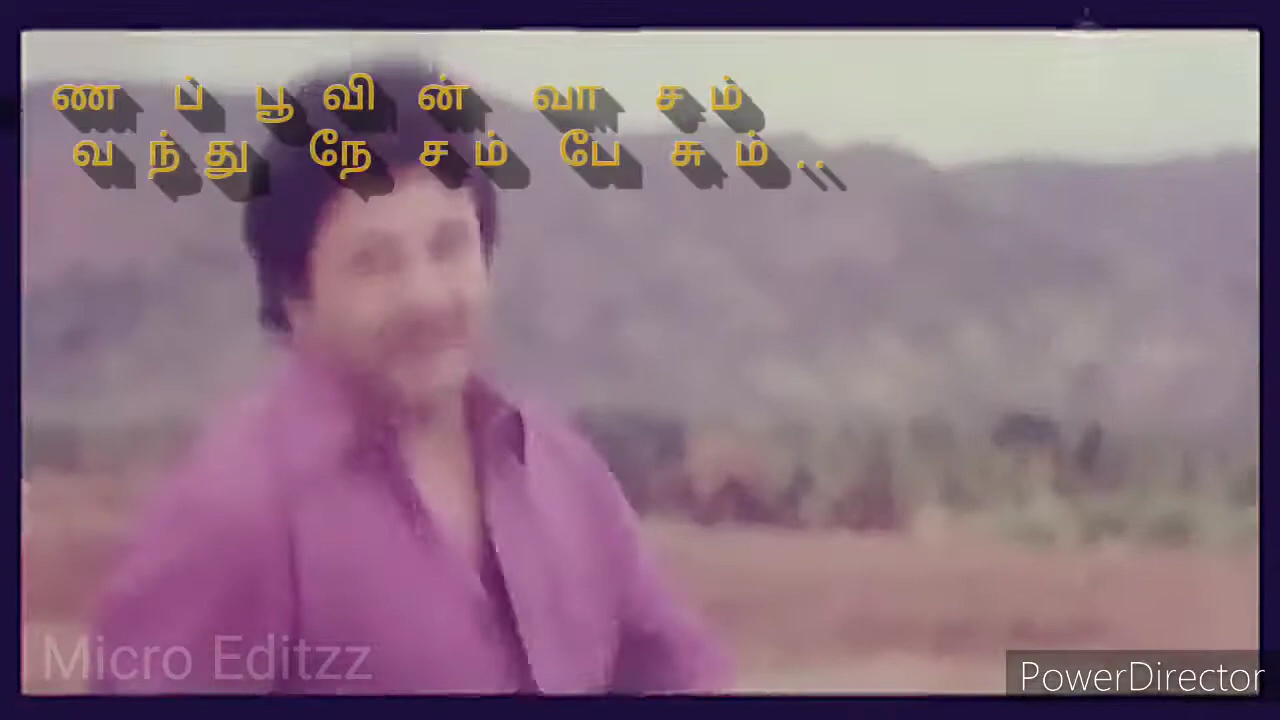 ணப்பூவின் வாசம்
வந்து நேசம் பேசும்..
Micro Editzz
PowerDirector